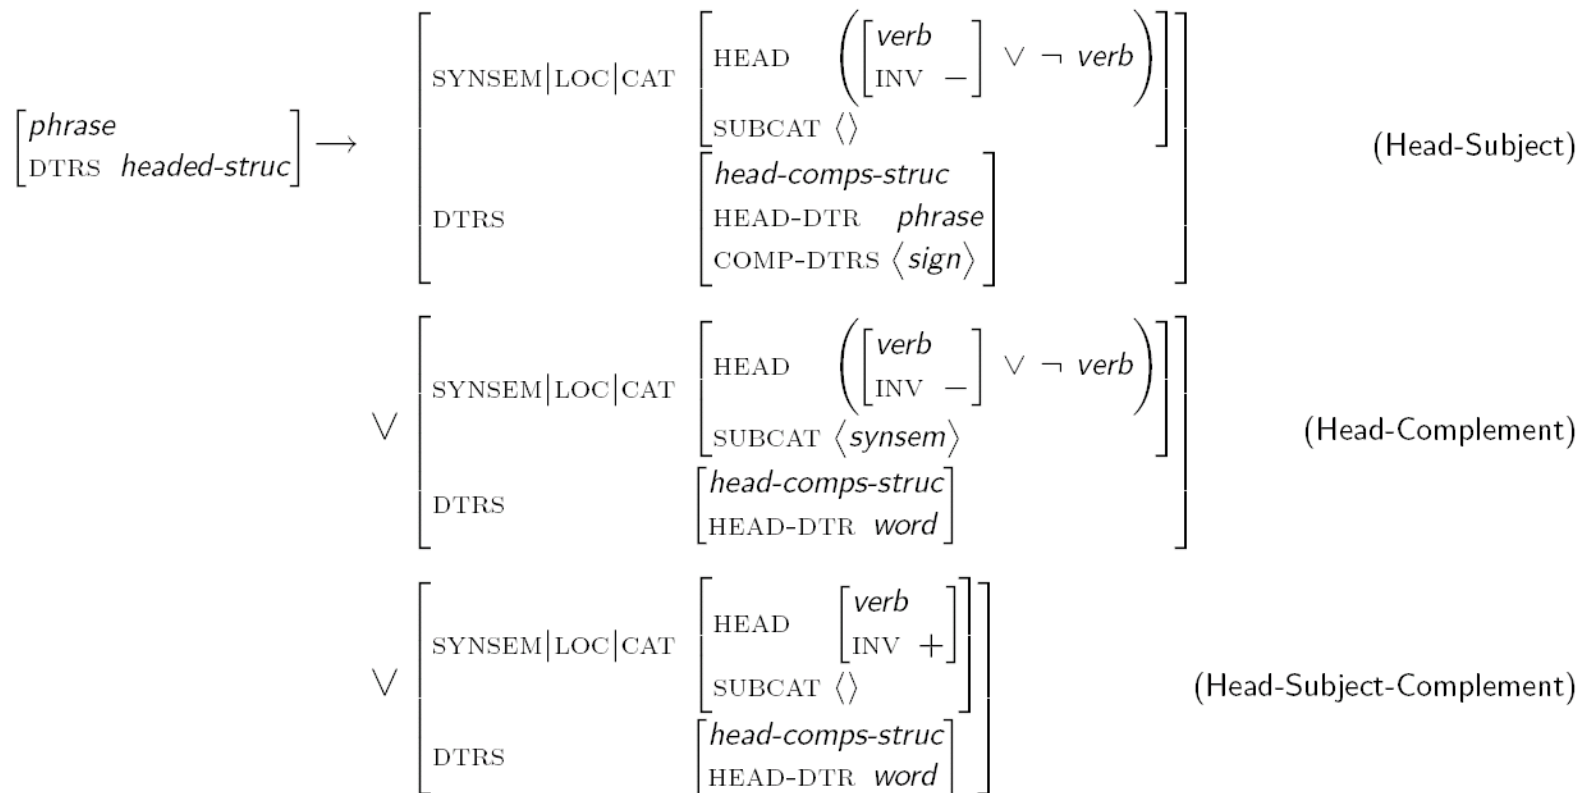 [phrase
DTRS headed-struc] ⟶
[SYNSEM|LOC|CAT [HEAD ([verb
INV −] ∨ ¬ verb)
SUBCAT ⟨⟩]
DTRS [head-comps-struc
HEAD-DTR phrase
COMP-DTRS ⟨sign⟩]] (Head-Subject)
∨ [SYNSEM|LOC|CAT [HEAD ([verb
INV −] ∨ ¬ verb)
SUBCAT ⟨synsem⟩]
DTRS [head-comps-struc
HEAD-DTR word]] (Head-Complement)
∨ [SYNSEM|LOC|CAT [HEAD [verb
INV +]
SUBCAT ⟨⟩]
DTRS [head-comps-struc
HEAD-DTR word]] (Head-Subject-Complement)